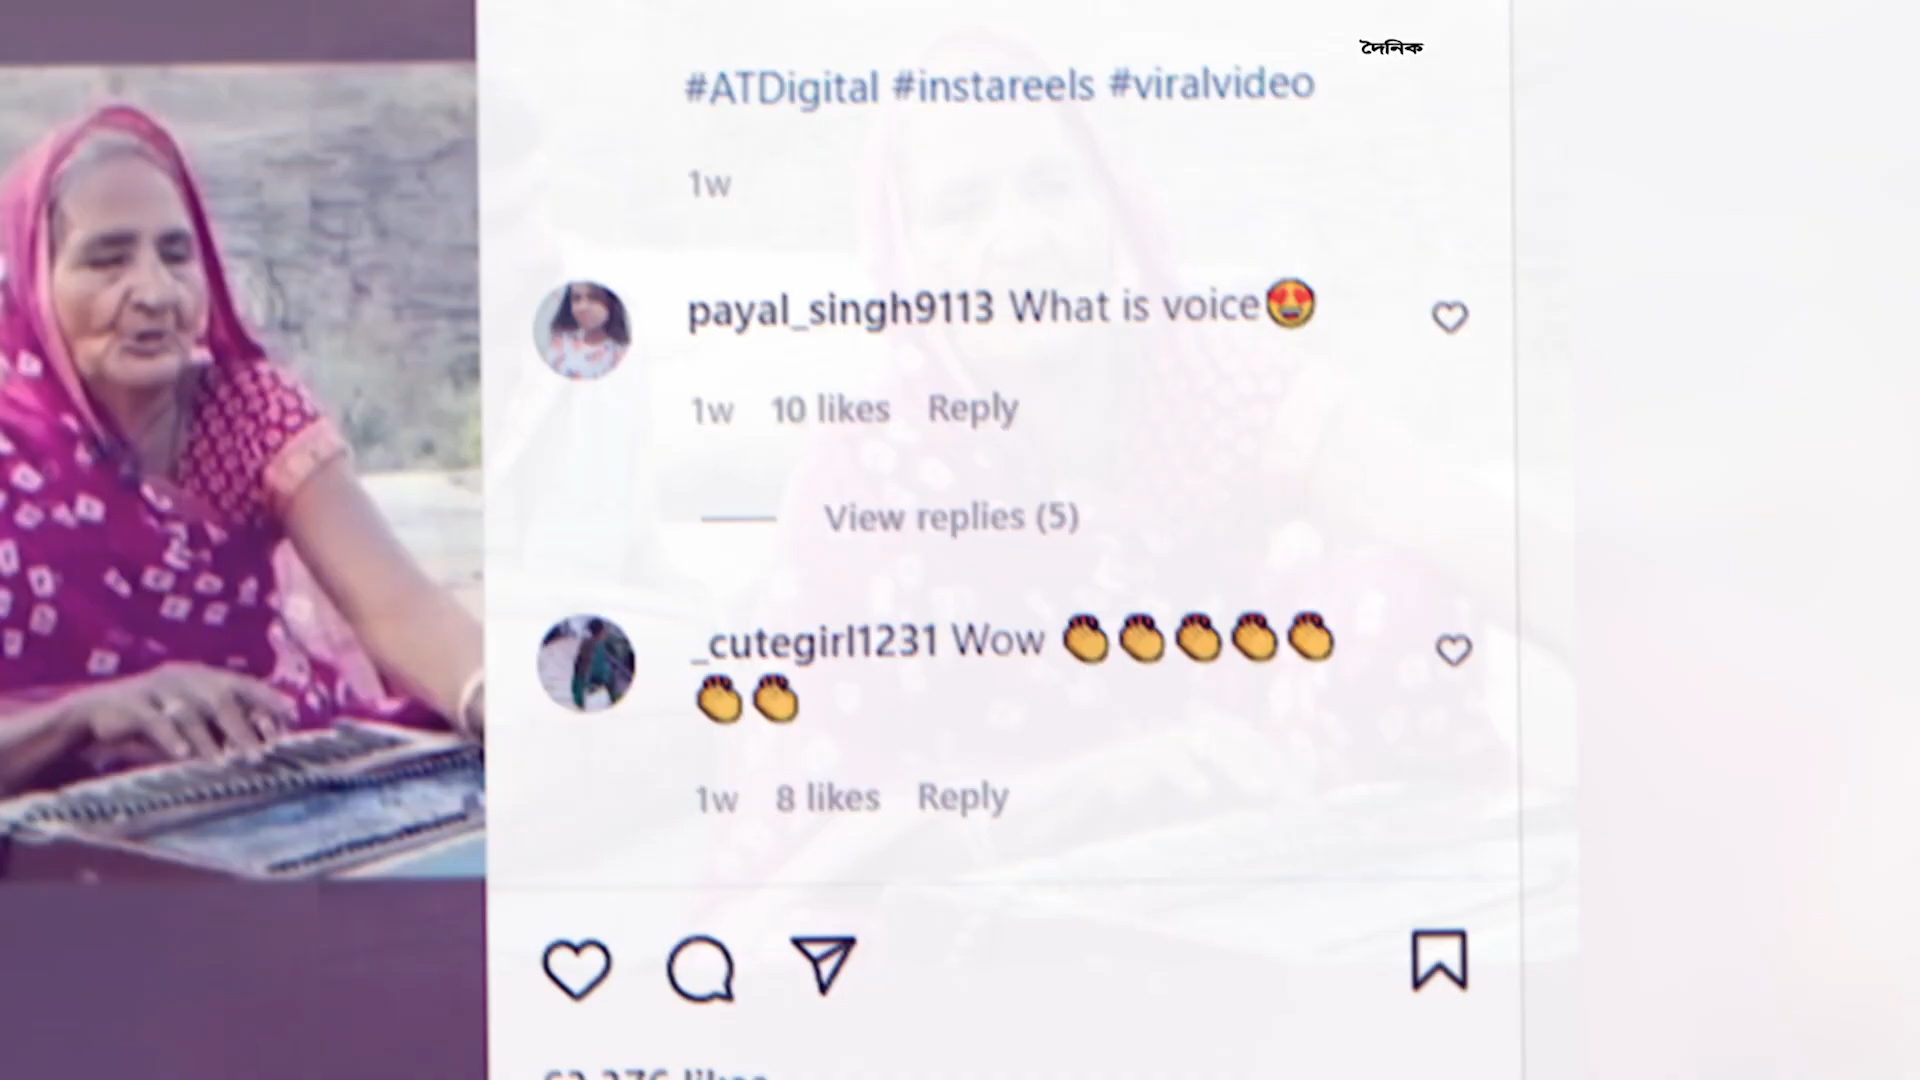 দৈনিক
#ATDigital #instareels #viralvideo
1w
payal_singh9113 What is voice😍
1w 10 likes Reply
View replies (5)
_cutegirl1231 Wow 👏👏👏👏👏
👏👏
1w 8 likes Reply